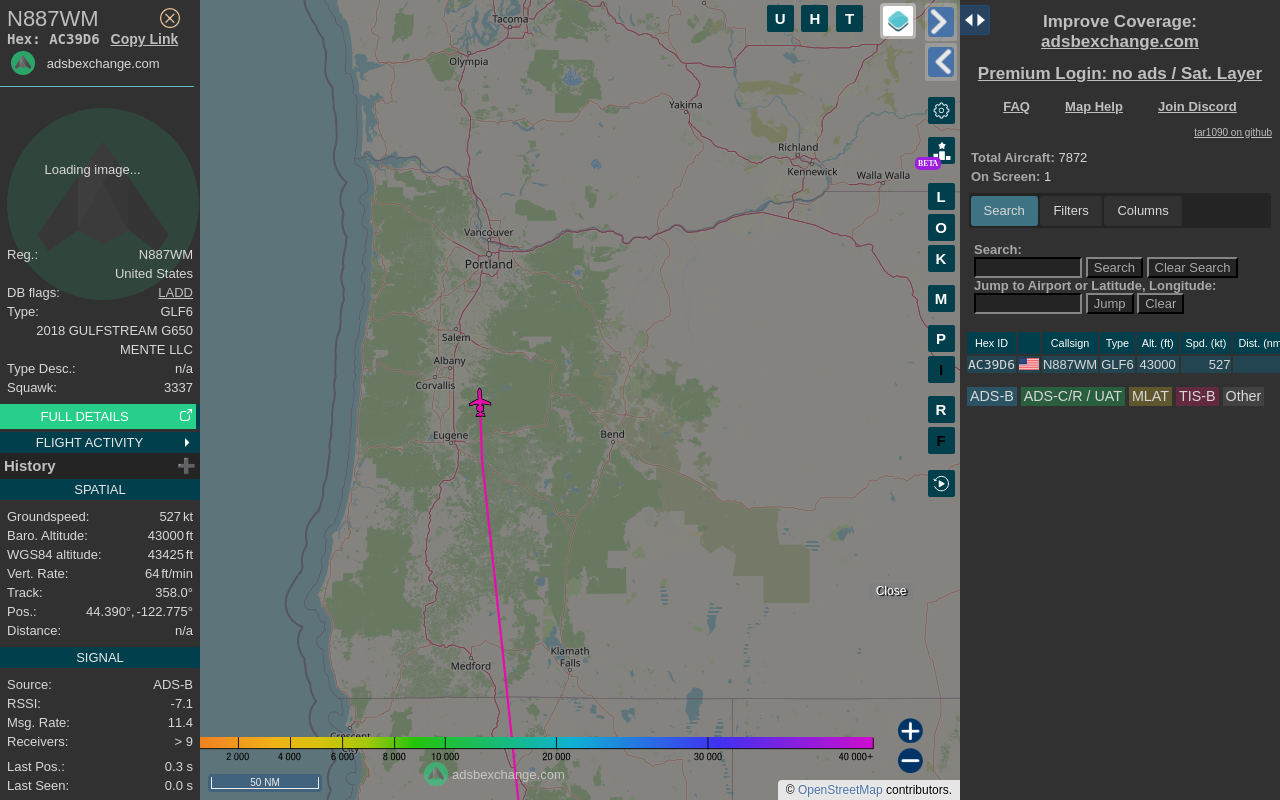 N887WM
Hex: AC39D6 Copy Link
adsbexchange.com
Loading image...
Reg.: N887WM
United States
DB flags: LADD
Type: GLF6
2018 GULFSTREAM G650
MENTE LLC
Type Desc.: n/a
Squawk: 3337
FULL DETAILS
FLIGHT ACTIVITY
History
SPATIAL
Groundspeed: 527 kt
Baro. Altitude: 43000 ft
WGS84 altitude: 43425 ft
Vert. Rate: 64 ft/min
Track: 358.0°
Pos.: 44.390°, -122.775°
Distance: n/a
SIGNAL
Source: ADS-B
RSSI: -7.1
Msg. Rate: 11.4
Receivers: > 9
Last Pos.: 0.3 s
Last Seen: 0.0 s
Tacoma
Olympia
Yakima
Richland
Kennewick
Walla Walla
Vancouver
Portland
Salem
Albany
Corvallis
Eugene
Bend
Medford
Klamath
Falls
Crescent
City
U H T
BETA
L
O
K
M
P
I
R
F
Close
2 000 4 000 6 000 8 000 10 000 20 000 30 000 40 000+
adsbexchange.com
50 NM
© OpenStreetMap contributors.
Improve Coverage:
adsbexchange.com
Premium Login: no ads / Sat. Layer
FAQ Map Help Join Discord
tar1090 on github
Total Aircraft: 7872
On Screen: 1
Search Filters Columns
Search:
Search Clear Search
Jump to Airport or Latitude, Longitude:
Jump Clear
Hex ID Callsign Type Alt. (ft) Spd. (kt) Dist. (nm
AC39D6 N887WM GLF6 43000 527
ADS-B ADS-C/R / UAT MLAT TIS-B Other